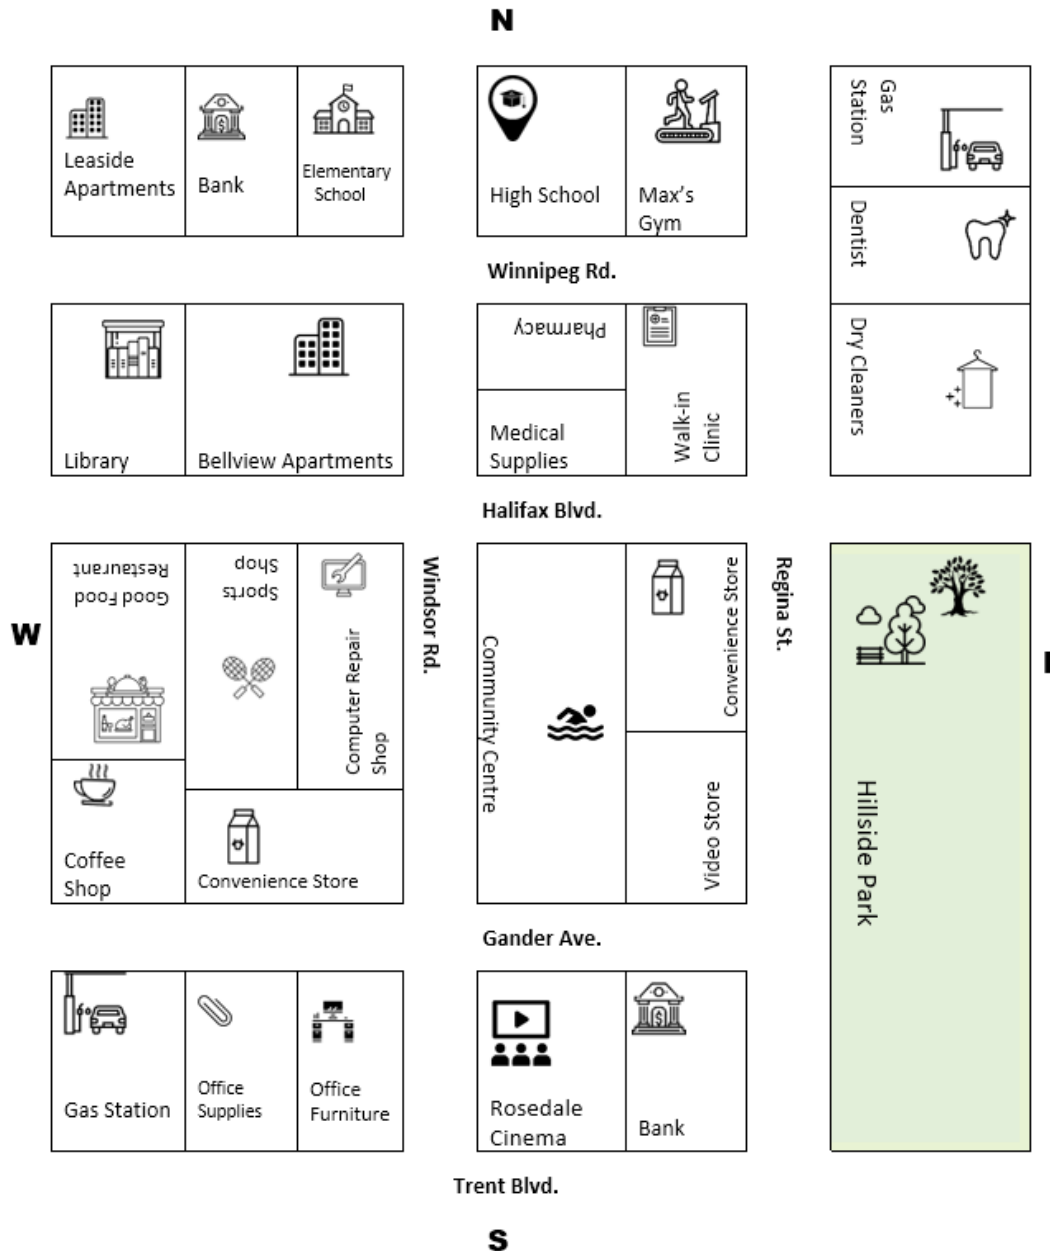 N
Leaside
Apartments
Bank
Elementary
School
High School
Max's
Gym
Gas
Station
Winnipeg Rd.
Dentist
Library
Bellview Apartments
Pharmacy
Medical
Supplies
Walk-in
Clinic
Dry Cleaners
Halifax Blvd.
W
Good Food
Restaurant
Sports
Shop
Computer Repair
Shop
Windsor Rd.
Community Centre
Convenience Store
Regina St.
Coffee
Shop
Convenience Store
Video Store
Hillside Park
Gander Ave.
Gas Station
Office
Supplies
Office
Furniture
Rosedale
Cinema
Bank
Trent Blvd.
S